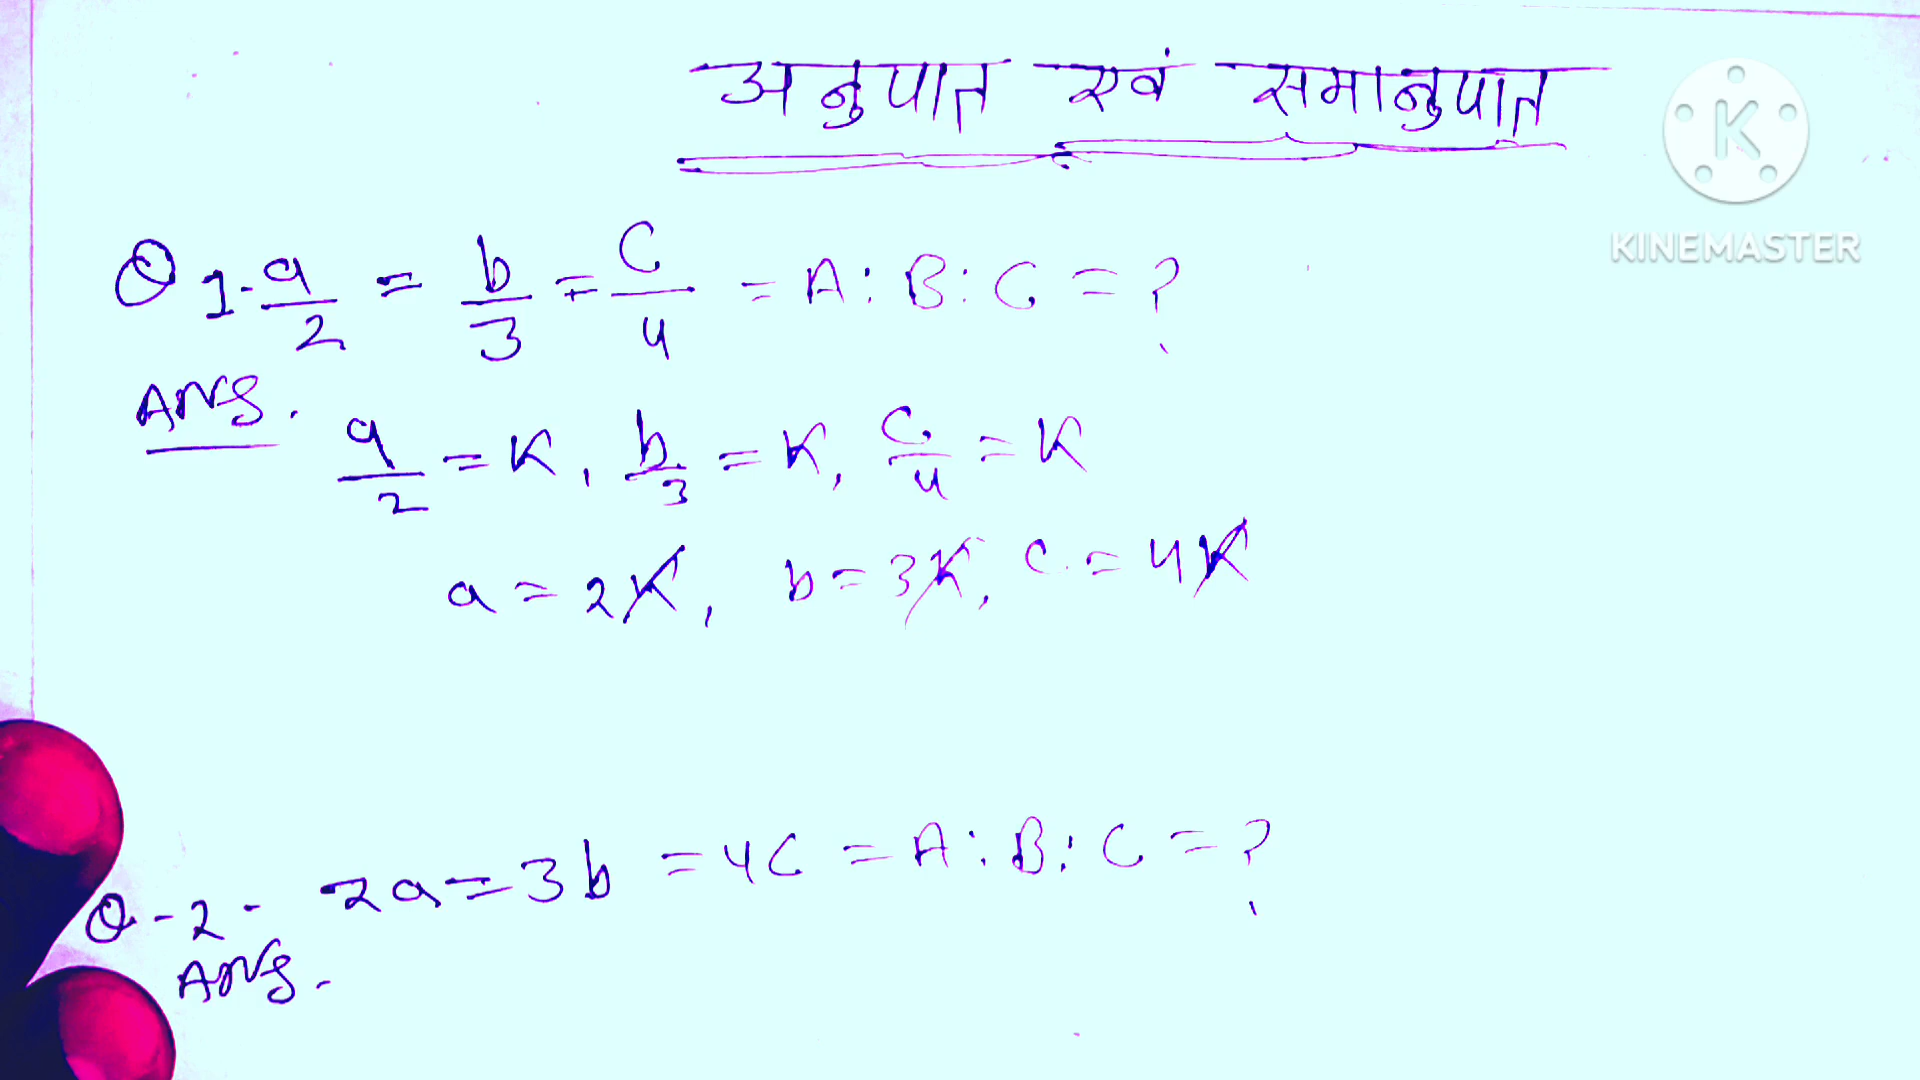 अनुपात एवं समानुपात
K
KINEMASTER
Q 1. a/2 = b/3 = C/4 = A : B : C = ?
Ans.
a/2 = K, b/3 = K, C/4 = K
a = 2K, b = 3K, C = 4K
Q-2- 2a = 3b = 4C = A : B : C = ?
Ans.